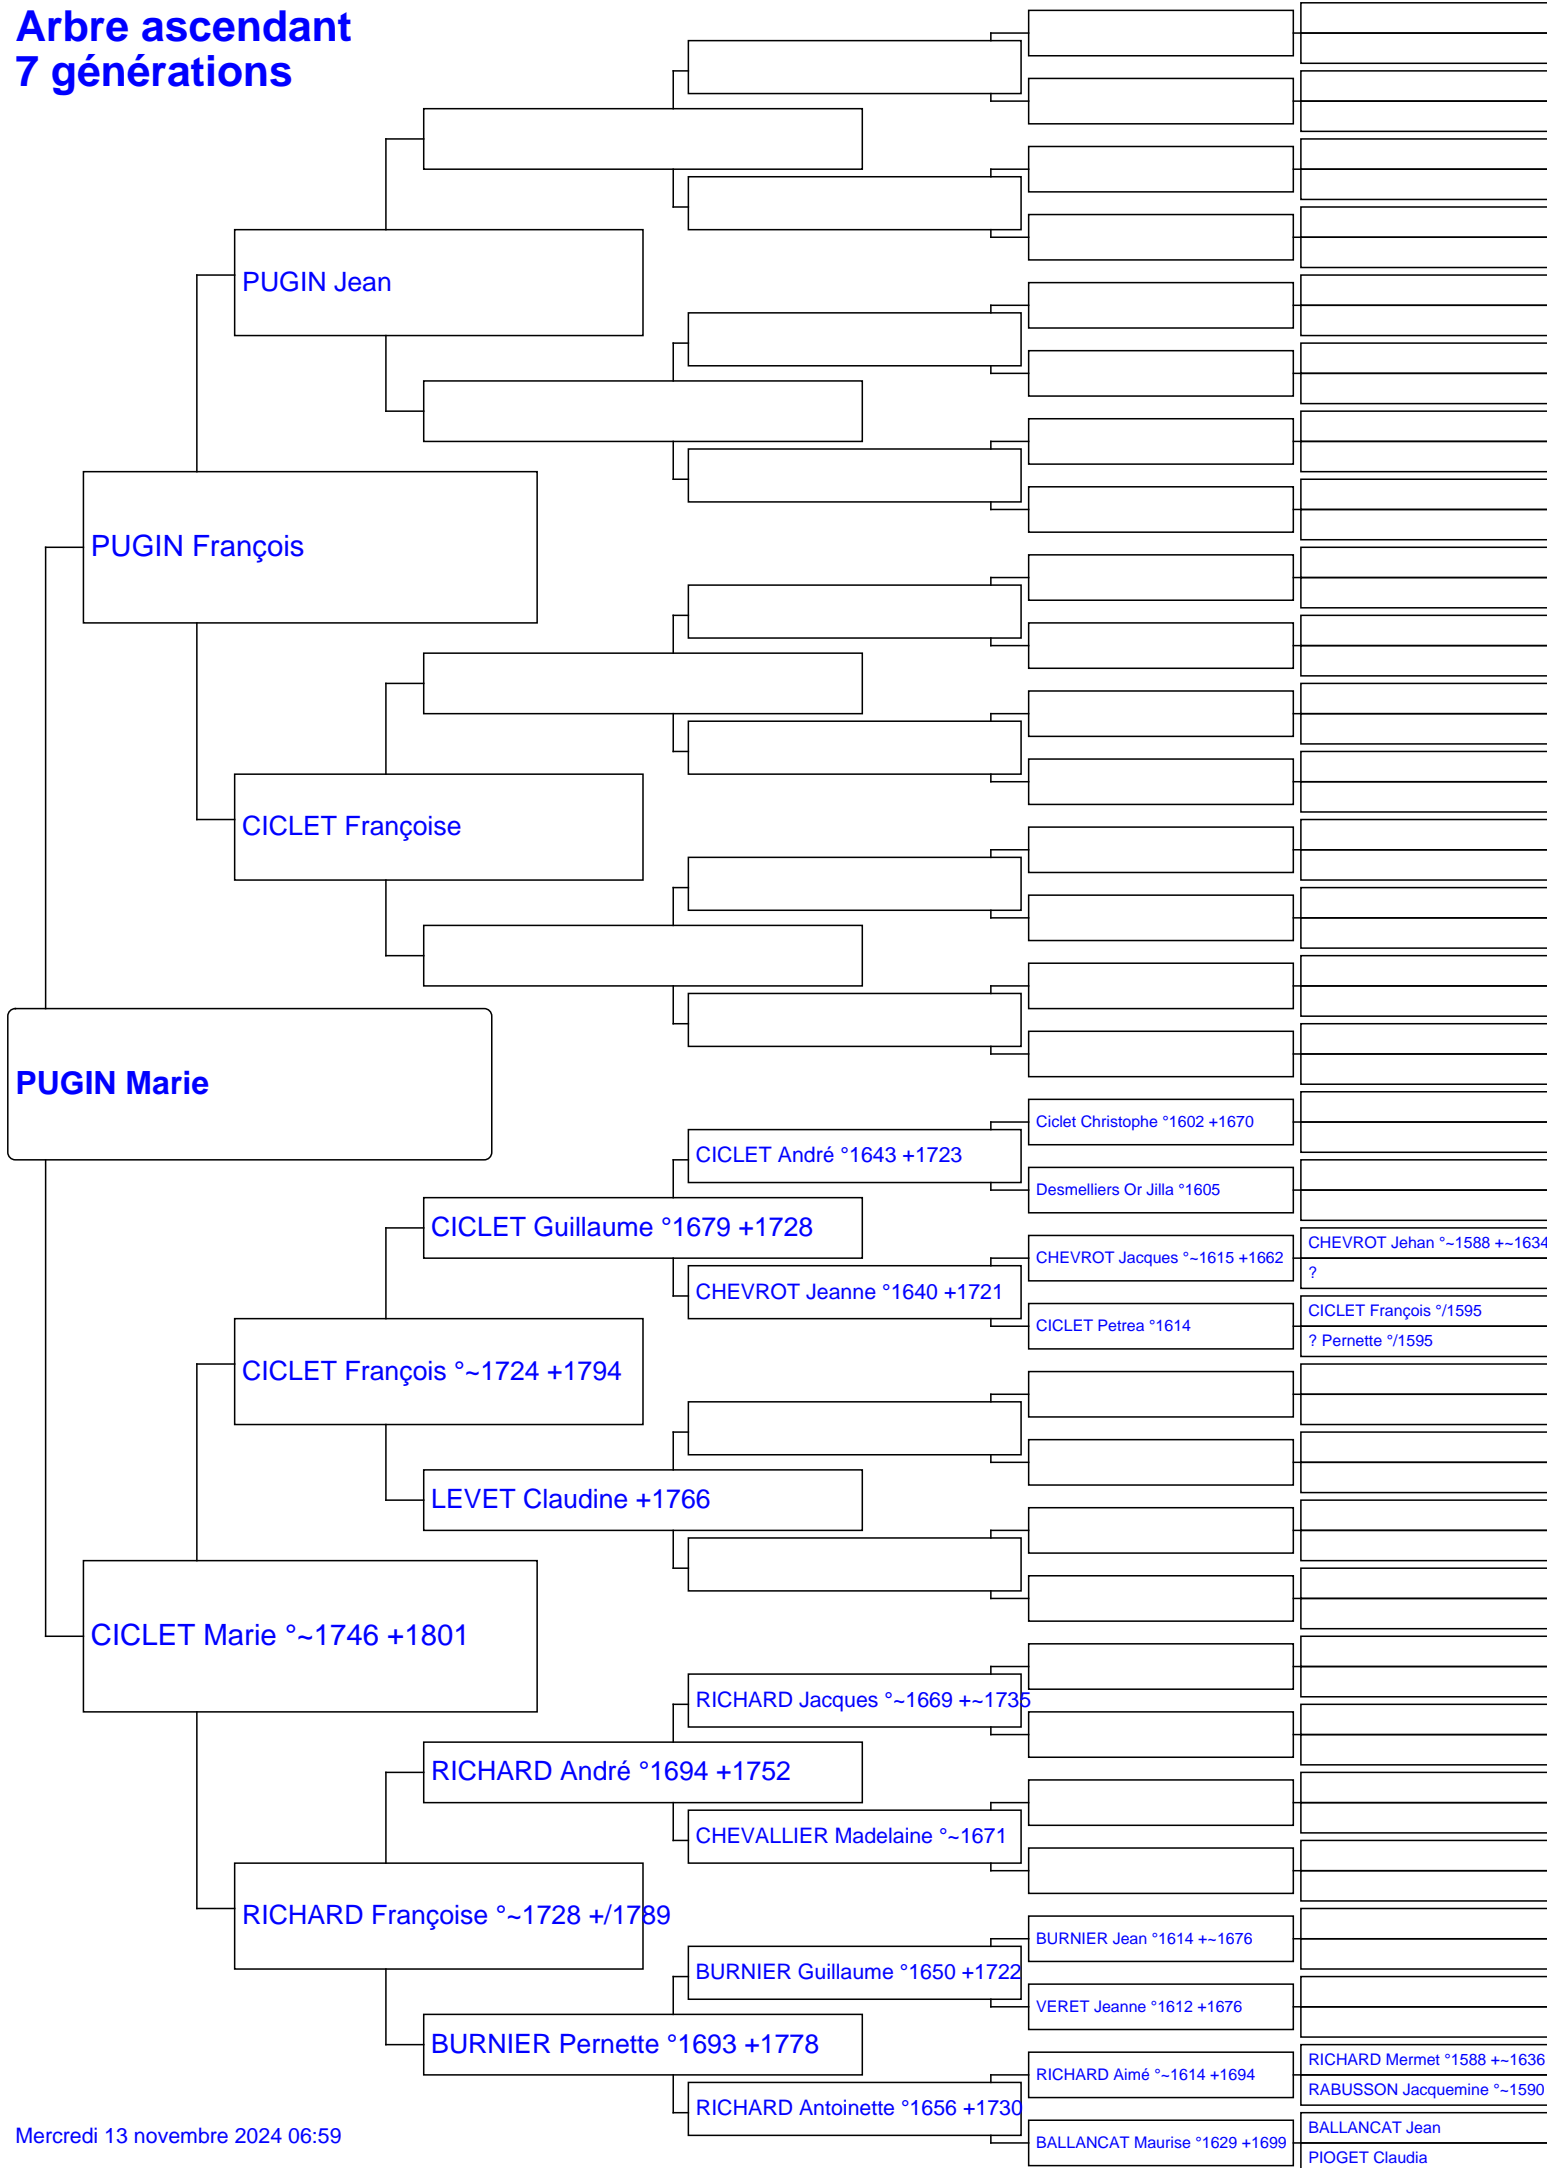 Arbre ascendant
7 générations
PUGIN Jean
PUGIN François
CICLET Françoise
PUGIN Marie
Ciclet Christophe °1602 +1670
CICLET André °1643 +1723
Desmelliers Or Jilla °1605
CICLET Guillaume °1679 +1728
CHEVROT Jehan °~1588 +~1634
CHEVROT Jacques °~1615 +1662
?
CHEVROT Jeanne °1640 +1721
CICLET François °/1595
CICLET Petrea °1614
? Pernette °/1595
CICLET François °~1724 +1794
LEVET Claudine +1766
CICLET Marie °~1746 +1801
RICHARD Jacques °~1669 +~1735
RICHARD André °1694 +1752
CHEVALLIER Madelaine °~1671
RICHARD Françoise °~1728 +/1789
BURNIER Jean °1614 +~1676
BURNIER Guillaume °1650 +1722
VERET Jeanne °1612 +1676
BURNIER Pernette °1693 +1778
RICHARD Mermet °1588 +~1636
RICHARD Aimé °~1614 +1694
RABUSSON Jacquemine °~1590
RICHARD Antoinette °1656 +1730
BALLANCAT Jean
BALLANCAT Maurise °1629 +1699
PIOGET Claudia
Mercredi 13 novembre 2024 06:59